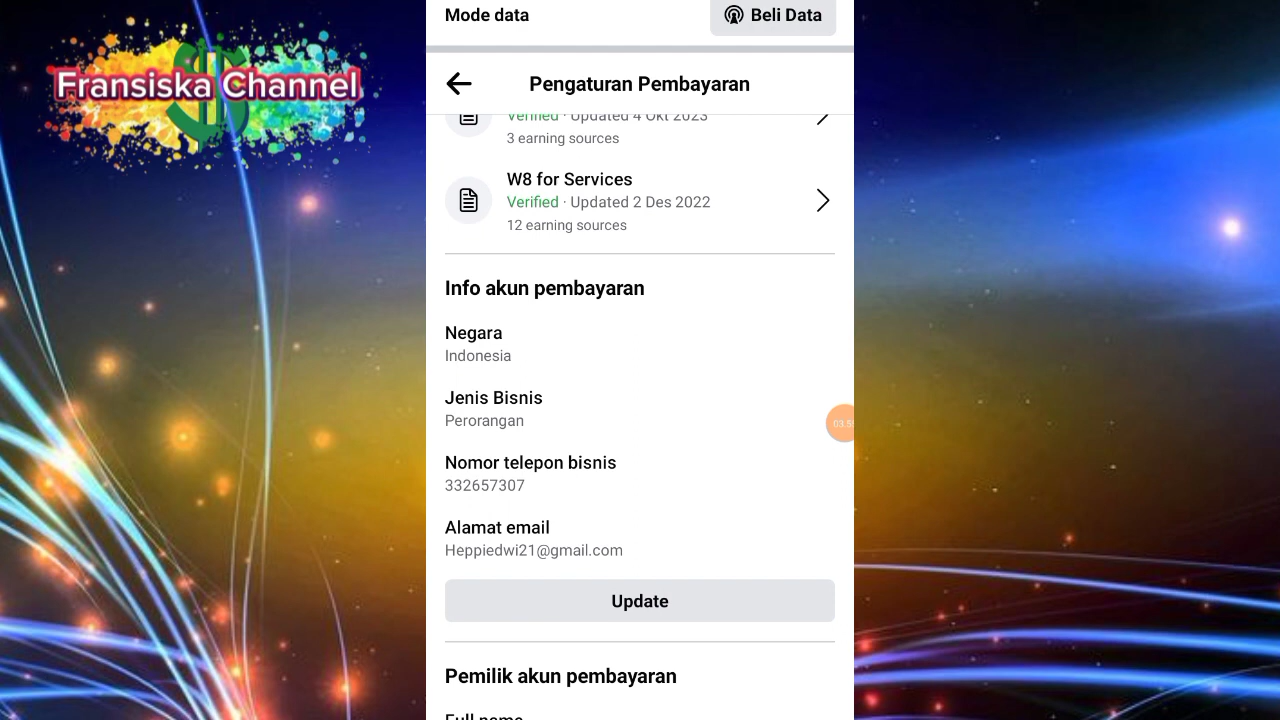 Fransiska Channel
Mode data
Beli Data
Pengaturan Pembayaran
Verified · Updated 4 Okt 2023
3 earning sources
W8 for Services
Verified · Updated 2 Des 2022
12 earning sources
Info akun pembayaran
Negara
Indonesia
Jenis Bisnis
Perorangan
03:5
Nomor telepon bisnis
332657307
Alamat email
Heppiedwi21@gmail.com
Update
Pemilik akun pembayaran
Full name